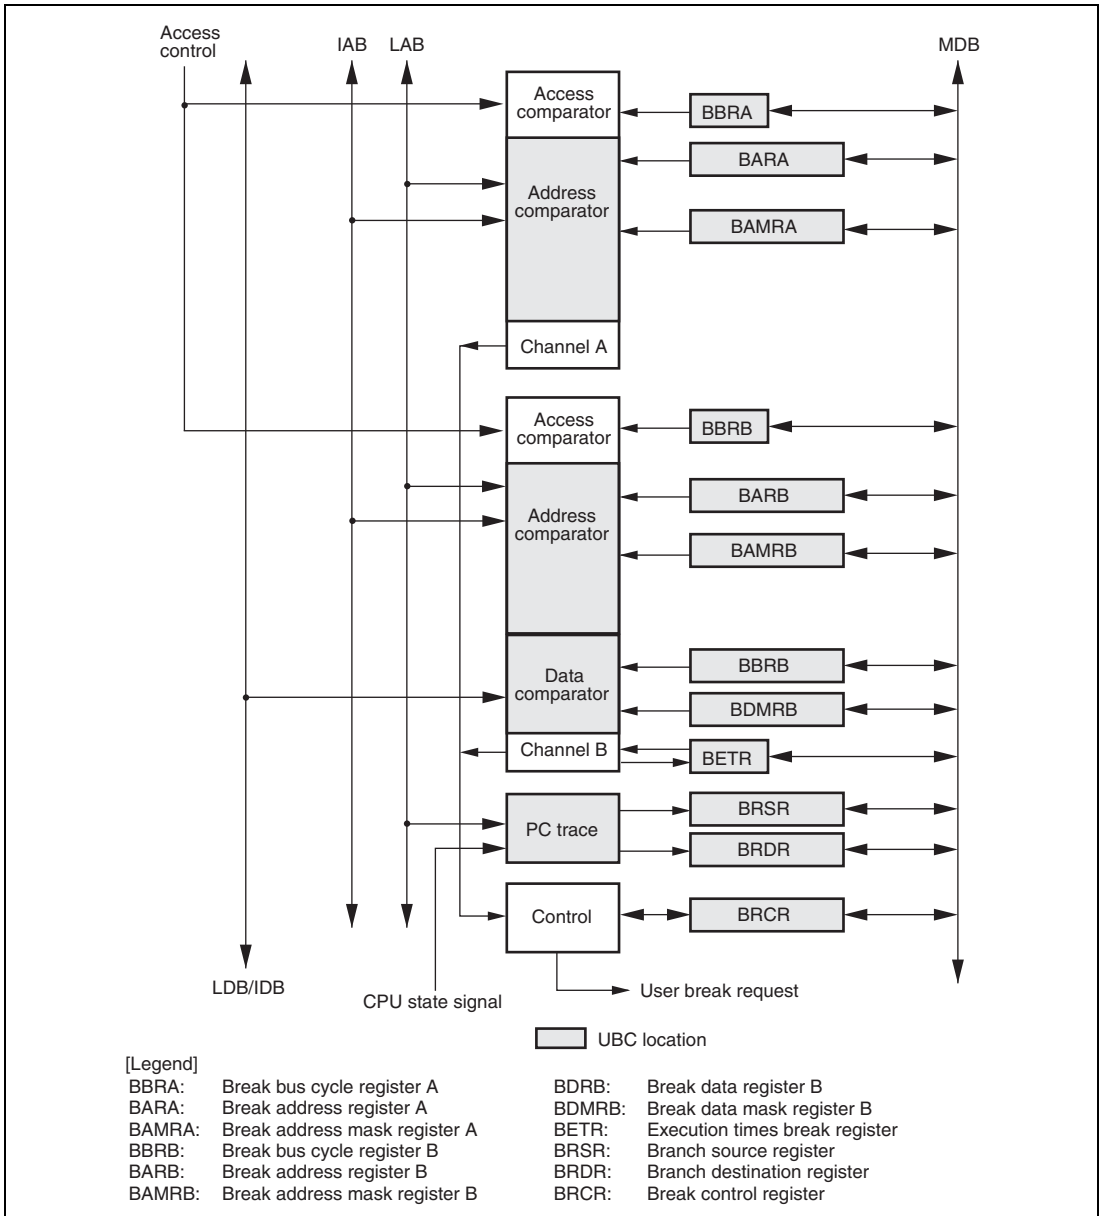 Access
control
IAB
LAB
MDB
Access
comparator
BBRA
BARA
Address
comparator
BAMRA
Channel A
Access
comparator
BBRB
BARB
Address
comparator
BAMRB
BBRB
Data
comparator
BDMRB
Channel B
BETR
BRSR
PC trace
BRDR
Control
BRCR
LDB/IDB
CPU state signal
User break request
UBC location
[Legend]
BBRA: Break bus cycle register A
BARA: Break address register A
BAMRA: Break address mask register A
BBRB: Break bus cycle register B
BARB: Break address register B
BAMRB: Break address mask register B
BDRB: Break data register B
BDMRB: Break data mask register B
BETR: Execution times break register
BRSR: Branch source register
BRDR: Branch destination register
BRCR: Break control register